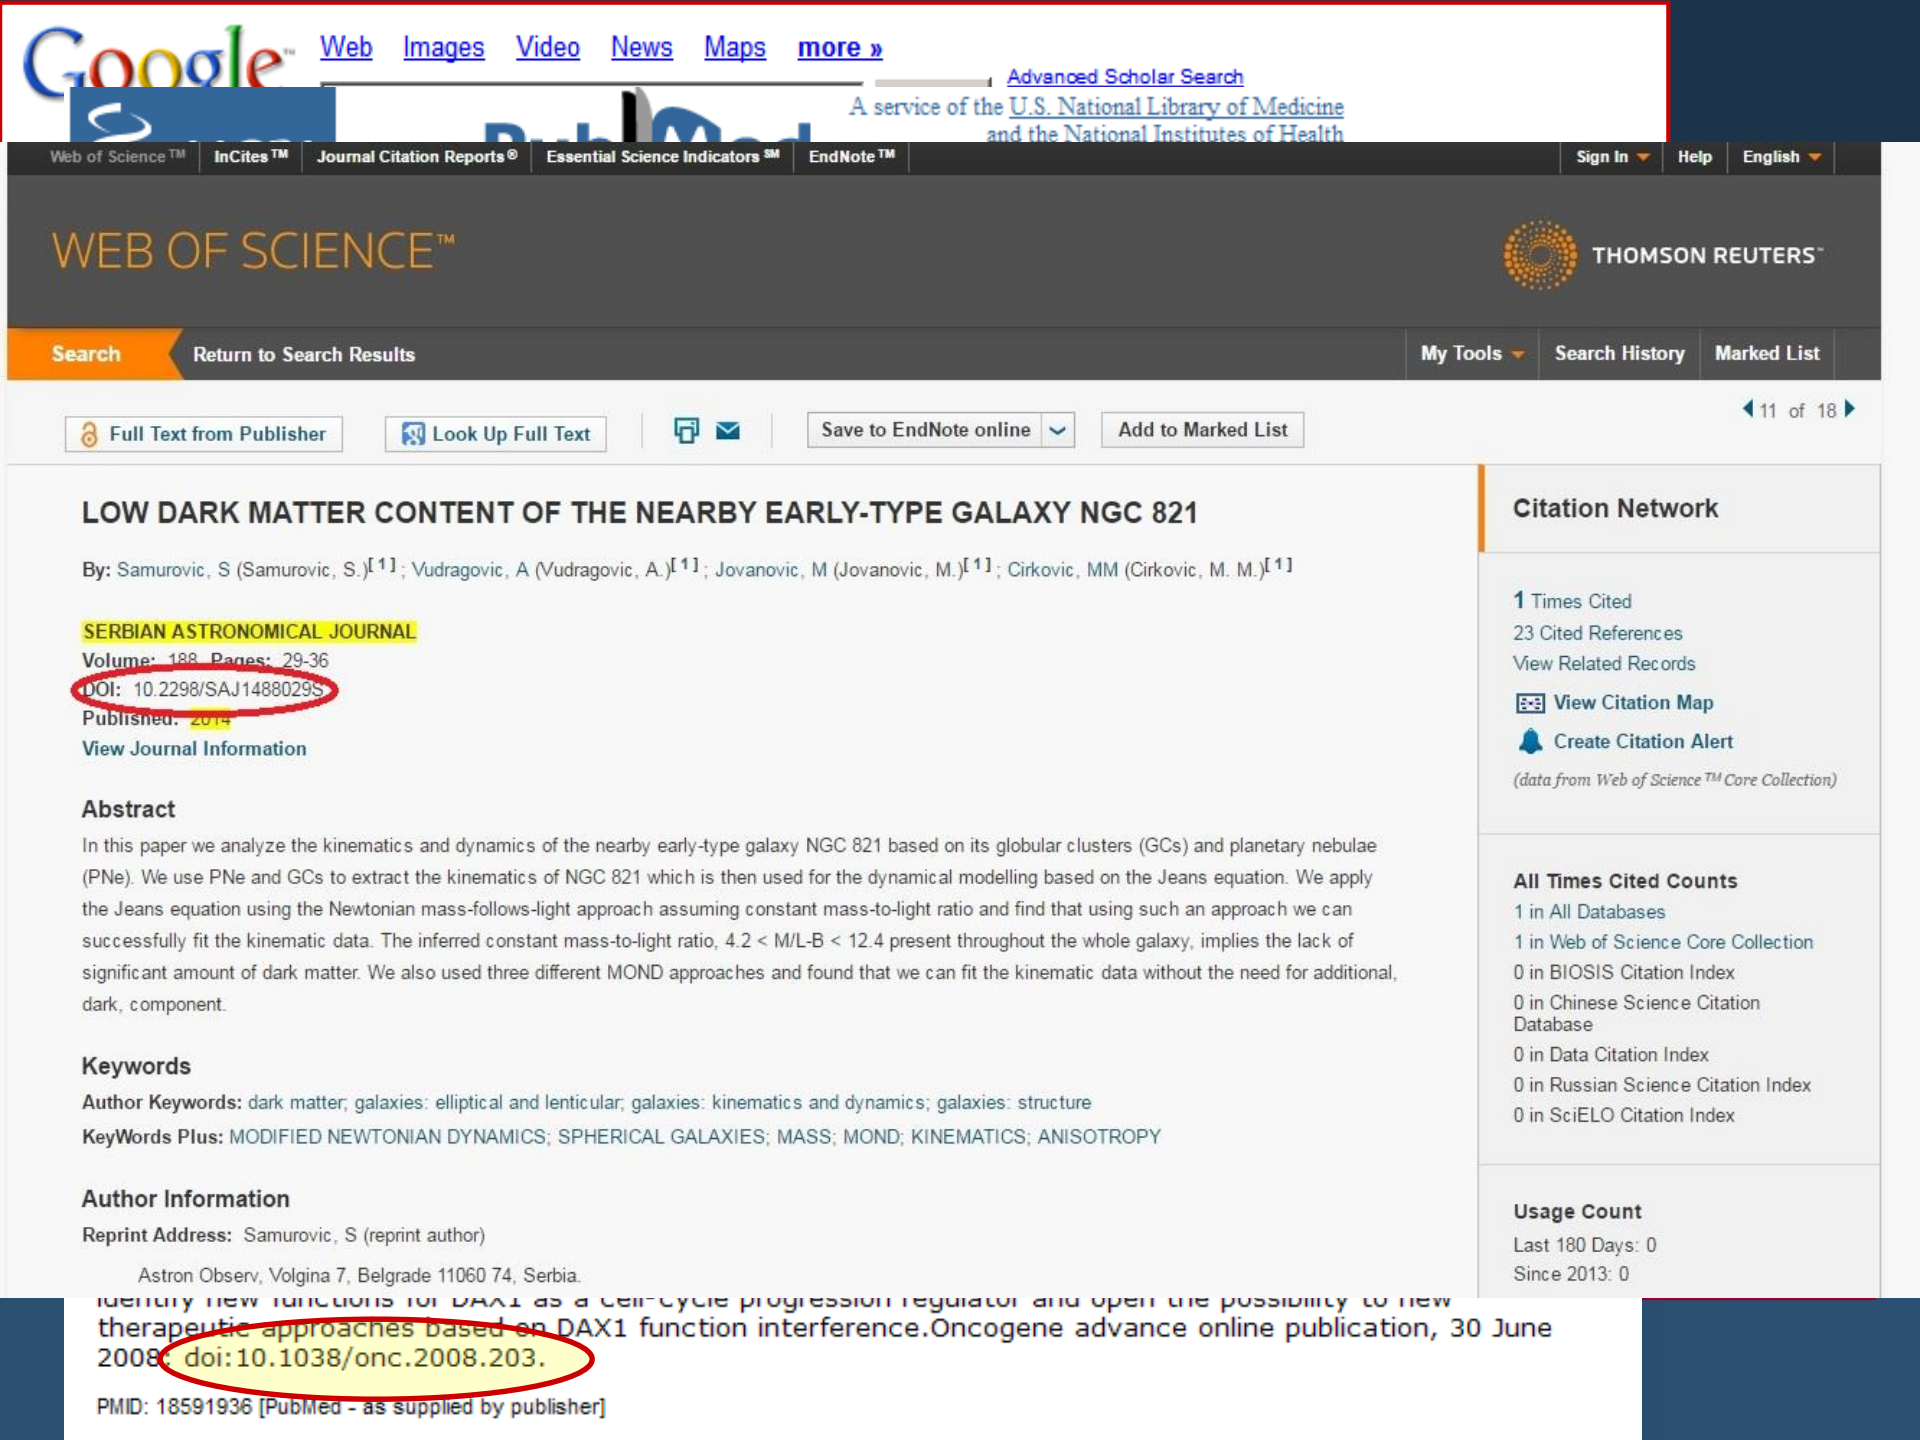 Google™ Web Images Video News Maps more »
Advanced Scholar Search
A service of the U.S. National Library of Medicine
and the National Institutes of Health
PubMed
Web of Science™ InCites™ Journal Citation Reports® Essential Science Indicators℠ EndNote™ Sign In Help English
WEB OF SCIENCE™
THOMSON REUTERS™
Search Return to Search Results My Tools Search History Marked List
Full Text from Publisher Look Up Full Text Save to EndNote online Add to Marked List 11 of 18
LOW DARK MATTER CONTENT OF THE NEARBY EARLY-TYPE GALAXY NGC 821
By: Samurovic, S (Samurovic, S.)[1]; Vudragovic, A (Vudragovic, A.)[1]; Jovanovic, M (Jovanovic, M.)[1]; Cirkovic, MM (Cirkovic, M. M.)[1]
SERBIAN ASTRONOMICAL JOURNAL
Volume: 188 Pages: 29-36
DOI: 10.2298/SAJ1488029S
Published: 2014
View Journal Information
Abstract
In this paper we analyze the kinematics and dynamics of the nearby early-type galaxy NGC 821 based on its globular clusters (GCs) and planetary nebulae
(PNe). We use PNe and GCs to extract the kinematics of NGC 821 which is then used for the dynamical modelling based on the Jeans equation. We apply
the Jeans equation using the Newtonian mass-follows-light approach assuming constant mass-to-light ratio and find that using such an approach we can
successfully fit the kinematic data. The inferred constant mass-to-light ratio, 4.2 < M/L-B < 12.4 present throughout the whole galaxy, implies the lack of
significant amount of dark matter. We also used three different MOND approaches and found that we can fit the kinematic data without the need for additional,
dark, component.
Keywords
Author Keywords: dark matter; galaxies: elliptical and lenticular; galaxies: kinematics and dynamics; galaxies: structure
KeyWords Plus: MODIFIED NEWTONIAN DYNAMICS; SPHERICAL GALAXIES; MASS; MOND; KINEMATICS; ANISOTROPY
Author Information
Reprint Address: Samurovic, S (reprint author)
Astron Observ, Volgina 7, Belgrade 11060 74, Serbia.
Citation Network
1 Times Cited
23 Cited References
View Related Records
View Citation Map
Create Citation Alert
(data from Web of Science™ Core Collection)
All Times Cited Counts
1 in All Databases
1 in Web of Science Core Collection
0 in BIOSIS Citation Index
0 in Chinese Science Citation
Database
0 in Data Citation Index
0 in Russian Science Citation Index
0 in SciELO Citation Index
Usage Count
Last 180 Days: 0
Since 2013: 0
identify new functions for DAX1 as a cell-cycle progression regulator and open the possibility to new
therapeutic approaches based on DAX1 function interference.Oncogene advance online publication, 30 June
2008; doi:10.1038/onc.2008.203.
PMID: 18591936 [PubMed - as supplied by publisher]